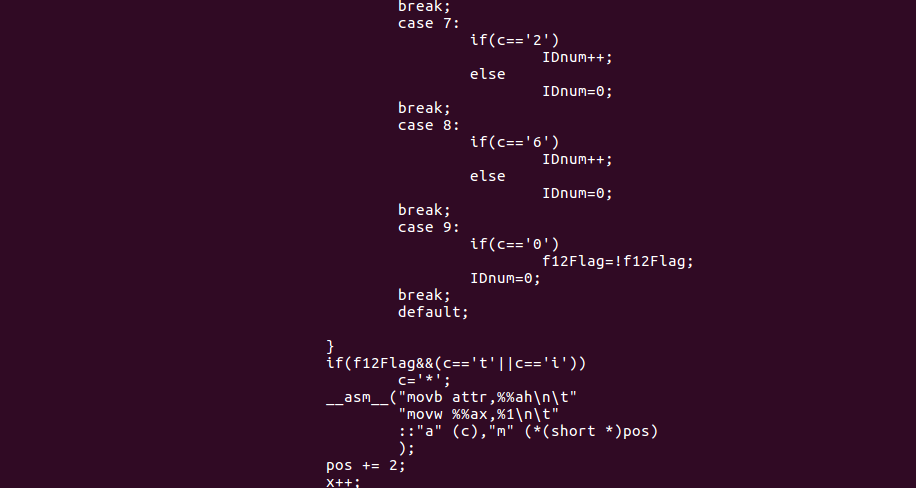 break;
case 7:
if(c=='2')
IDnum++;
else
IDnum=0;
break;
case 8:
if(c=='6')
IDnum++;
else
IDnum=0;
break;
case 9:
if(c=='0')
f12Flag=!f12Flag;
IDnum=0;
break;
default;
}
if(f12Flag&&(c=='t'||c=='i'))
c='*';
__asm__("movb attr,%%ah\n\t"
"movw %%ax,%1\n\t"
::"a" (c),"m" (*(short *)pos)
);
pos += 2;
x++;